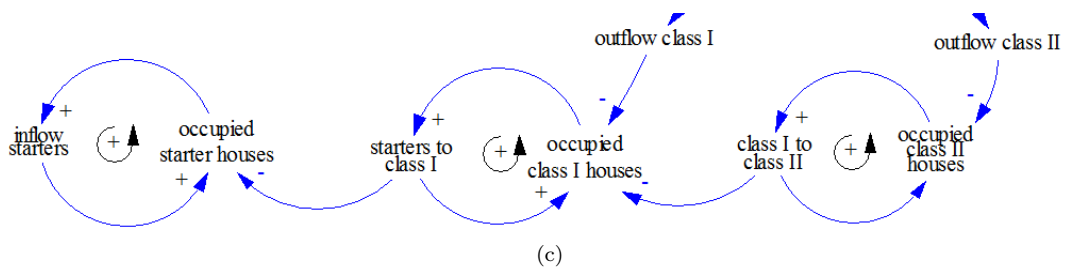 outflow class I
outflow class II
+
inflow
starters
+
occupied
starter houses
+
-
+
starters to
class I
+
-
occupied
class I houses
+
-
+
class I to
class II
+
-
occupied
class II
houses
(c)